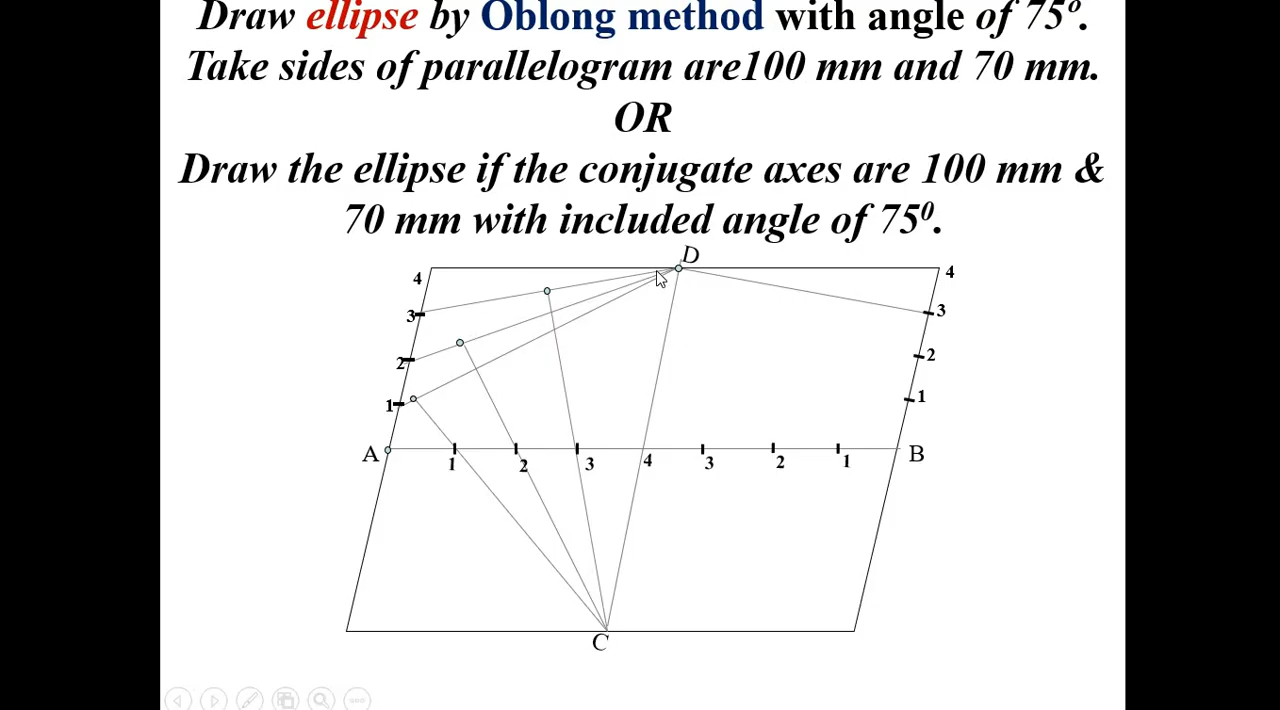 Draw ellipse by Oblong method with angle of 75º.
Take sides of parallelogram are100 mm and 70 mm.
OR
Draw the ellipse if the conjugate axes are 100 mm &
70 mm with included angle of 75⁰.
D
4 4
3 3
2 2
1 1
A B
1 2 3 4 3 2 1
C